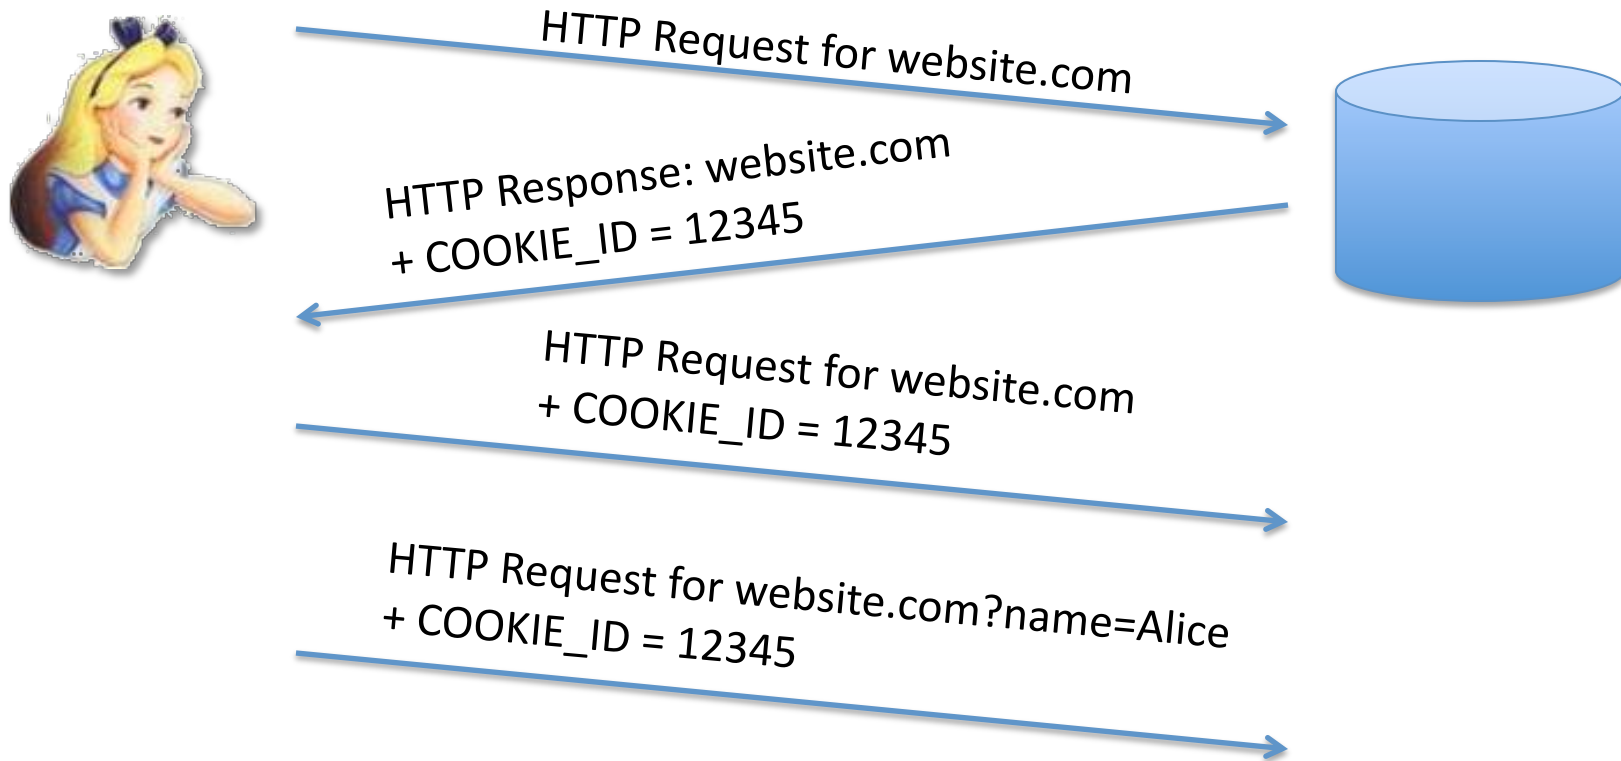 HTTP Request for website.com
HTTP Response: website.com
+ COOKIE_ID = 12345
HTTP Request for website.com
+ COOKIE_ID = 12345
HTTP Request for website.com?name=Alice
+ COOKIE_ID = 12345